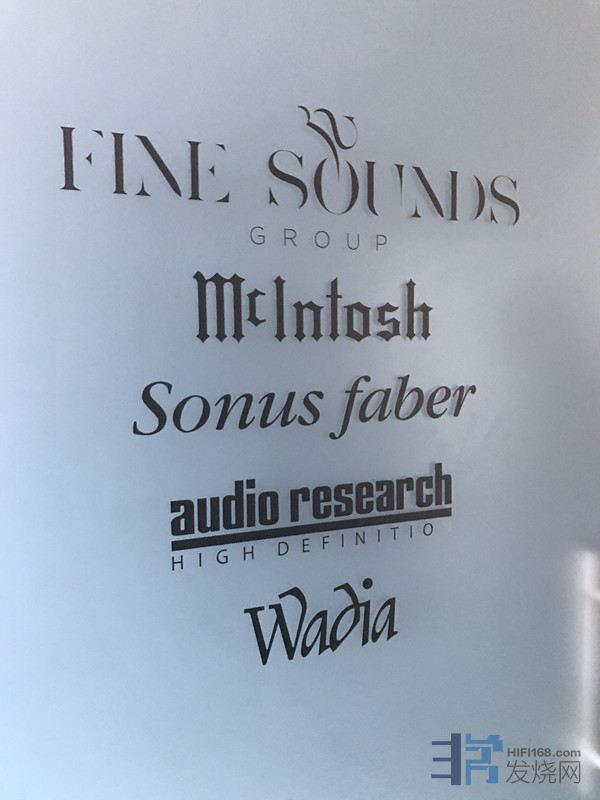 FINE SOUNDS
GROUP
McIntosh
Sonus faber
audio research
HIGH DEFINITIO
Wadia
HIFI168.com
发烧网